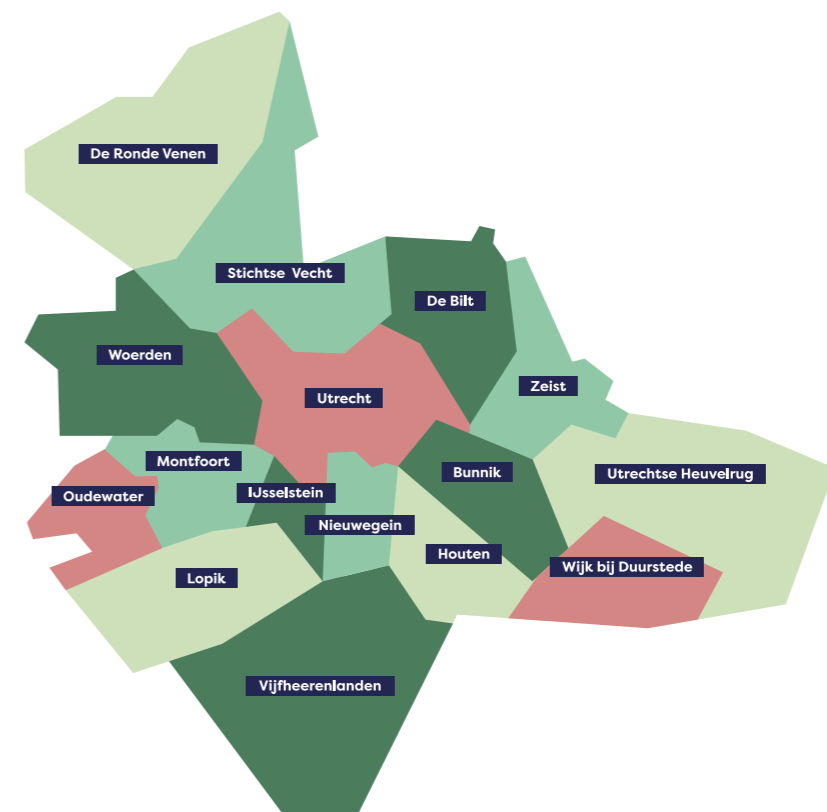 De Ronde Venen
Stichtse Vecht
De Bilt
Woerden
Zeist
Utrecht
Montfoort
Bunnik
Utrechtse Heuvelrug
Oudewater
IJsselstein
Nieuwegein
Houten
Wijk bij Duurstede
Lopik
Vijfheerenlanden